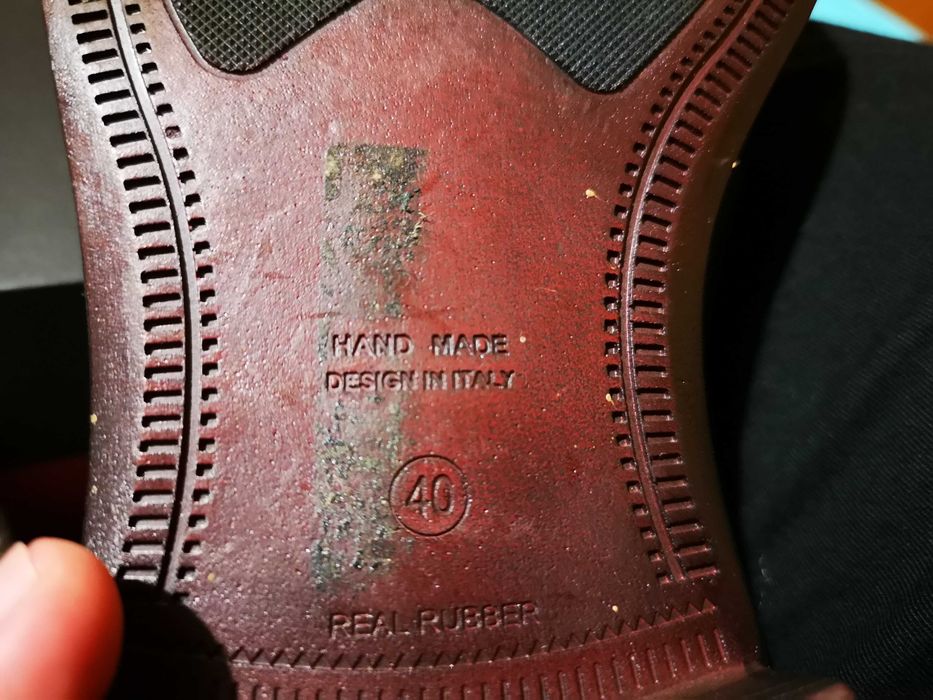 HAND MADE
DESIGN IN ITALY
40
REAL RUBBER